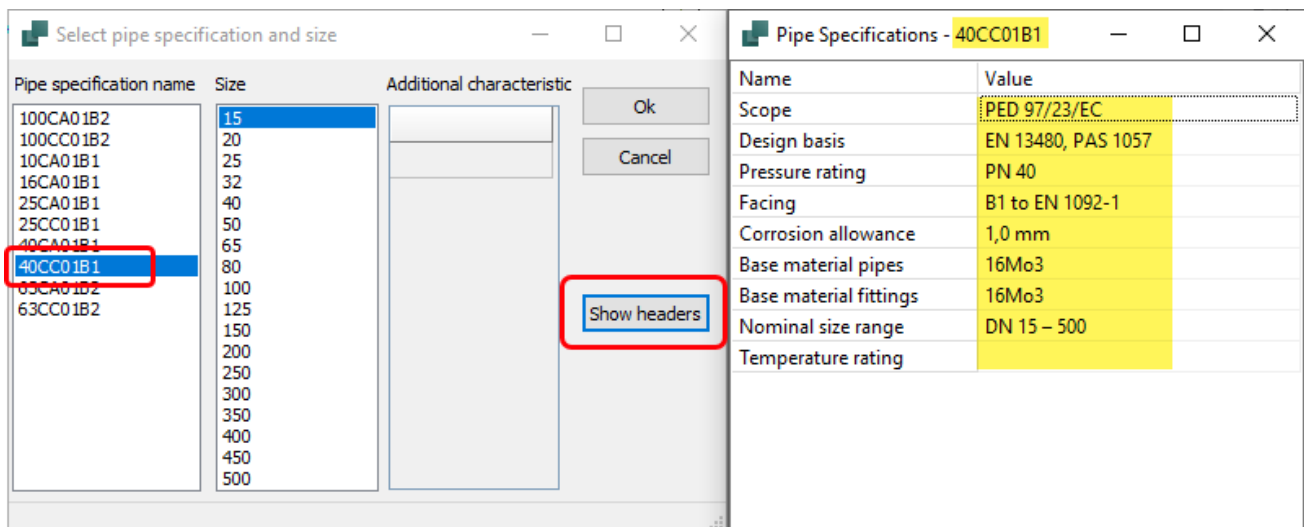 Select pipe specification and size
Pipe specification name Size Additional characteristic
100CA01B2
100CC01B2
10CA01B1
16CA01B1
25CA01B1
25CC01B1
40CA01B1
40CC01B1
63CA01B2
63CC01B2
15
20
25
32
40
50
65
80
100
125
150
200
250
300
350
400
450
500
Ok
Cancel
Show headers
Pipe Specifications - 40CC01B1
Name Value
Scope PED 97/23/EC
Design basis EN 13480, PAS 1057
Pressure rating PN 40
Facing B1 to EN 1092-1
Corrosion allowance 1,0 mm
Base material pipes 16Mo3
Base material fittings 16Mo3
Nominal size range DN 15 – 500
Temperature rating